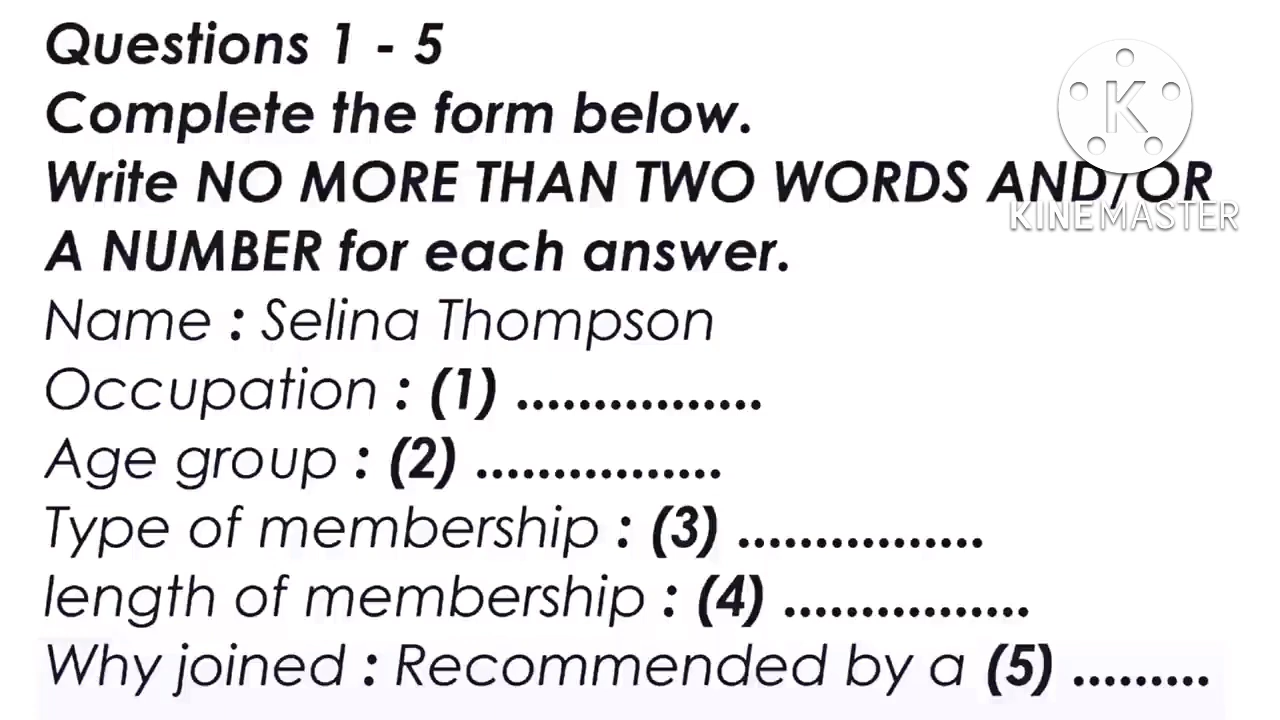 Questions 1 - 5
Complete the form below.
Write NO MORE THAN TWO WORDS AND/OR
A NUMBER for each answer.
Name : Selina Thompson
Occupation : (1) ................
Age group : (2) ................
Type of membership : (3) ................
length of membership : (4) ................
Why joined : Recommended by a (5) .........
K
KINEMASTER